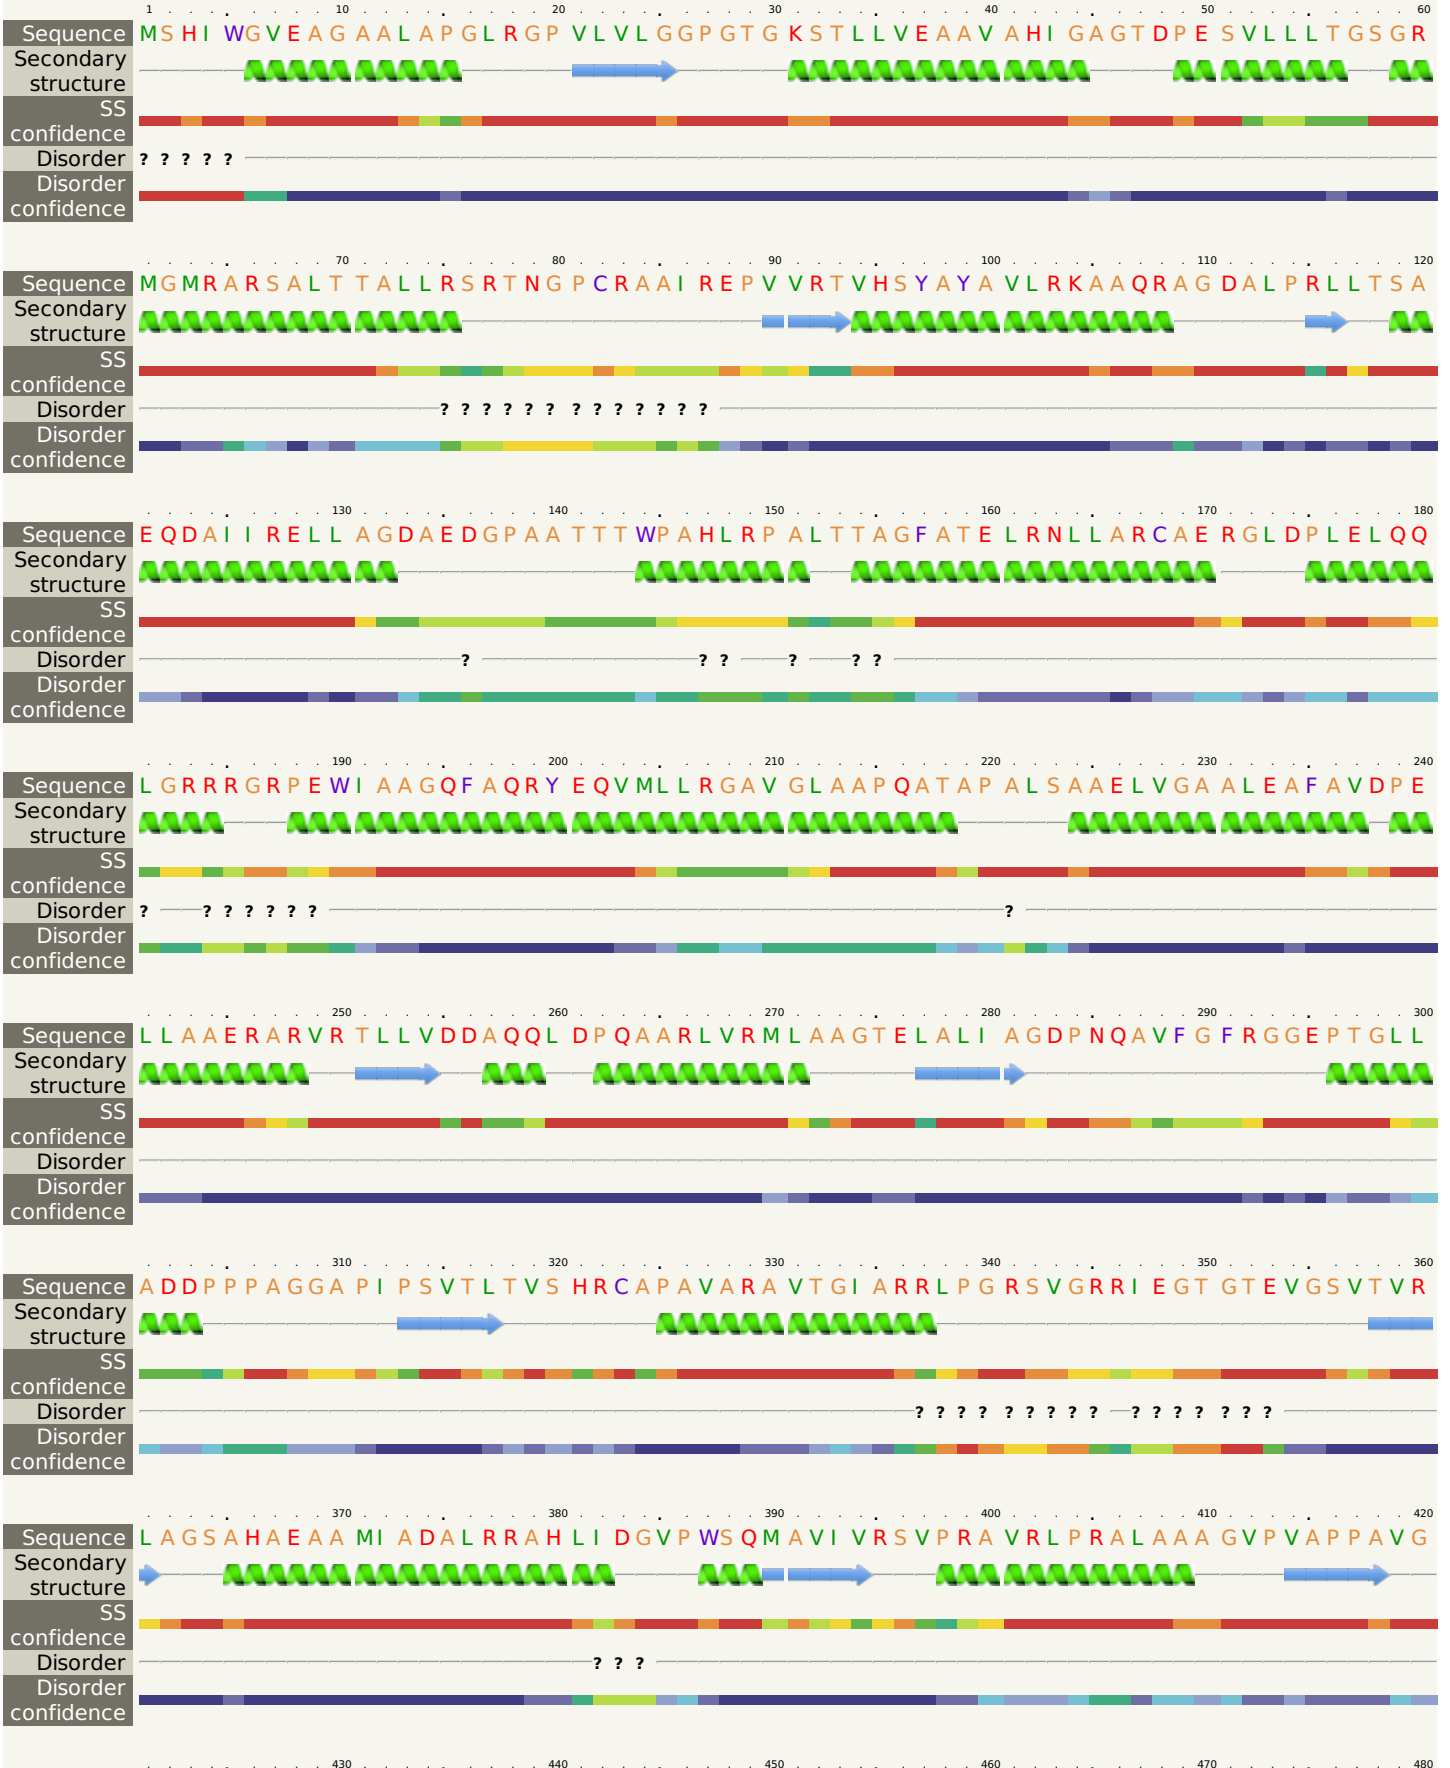 1 . . . . . . . 10 . . . . . . . . 20 . . . . . . . . 30 . . . . . . . . 40 . . . . . . . . 50 . . . . . . . . 60
Sequence MSHIWGVEAGAALAPGLRGPVLVLGGPGTGKSTLLVEAAVAHIGAGTDPESVLLLTGSGR
Secondary
structure
SS
confidence
Disorder ? ? ? ? ?
Disorder
confidence
70 80 90 100 110 120
Sequence MGMRARSALTTALLRSRTNGPCRAAIREPVVRTVHSYAYAVLRKAAQRAGDALPRLLTSA
Secondary
structure
SS
confidence
Disorder ? ? ? ? ? ? ? ? ? ? ? ? ?
Disorder
confidence
130 140 150 160 170 180
Sequence EQDAIIRELLAGDAEDGPAATTTWPAHLRPALTTAGFATELRNLLARCAERGLDPLELQQ
Secondary
structure
SS
confidence
Disorder ? ? ? ? ? ?
Disorder
confidence
190 200 210 220 230 240
Sequence LGRRRGRPEWIAAGQFAQRYEQVMLLRGAVGLAAPQATAPALSAAELVGAALEAFAVDPE
Secondary
structure
SS
confidence
Disorder ? ? ? ? ? ? ? ?
Disorder
confidence
250 260 270 280 290 300
Sequence LLAAERARVRTLLVDDAQQLDPQAARLVRMLAAGTELALIAGDPNQAVFGFRGGEPTGLL
Secondary
structure
SS
confidence
Disorder
Disorder
confidence
310 320 330 340 350 360
Sequence ADDPPPAGGAPIPSVTLTVSHRCAPAVARAVTGIARRLPGRSVGRRIEGTGTEVGSVTVR
Secondary
structure
SS
confidence
Disorder ? ? ? ? ? ? ? ? ? ? ? ? ? ? ? ?
Disorder
confidence
370 380 390 400 410 420
Sequence LAGSAHAEAAMIADALRRAHLIDGVPWSQMAVIVRSVPRAVRLPRALAAAGVPVAPPAVG
Secondary
structure
SS
confidence
Disorder ? ? ?
Disorder
confidence
430 440 450 460 470 480